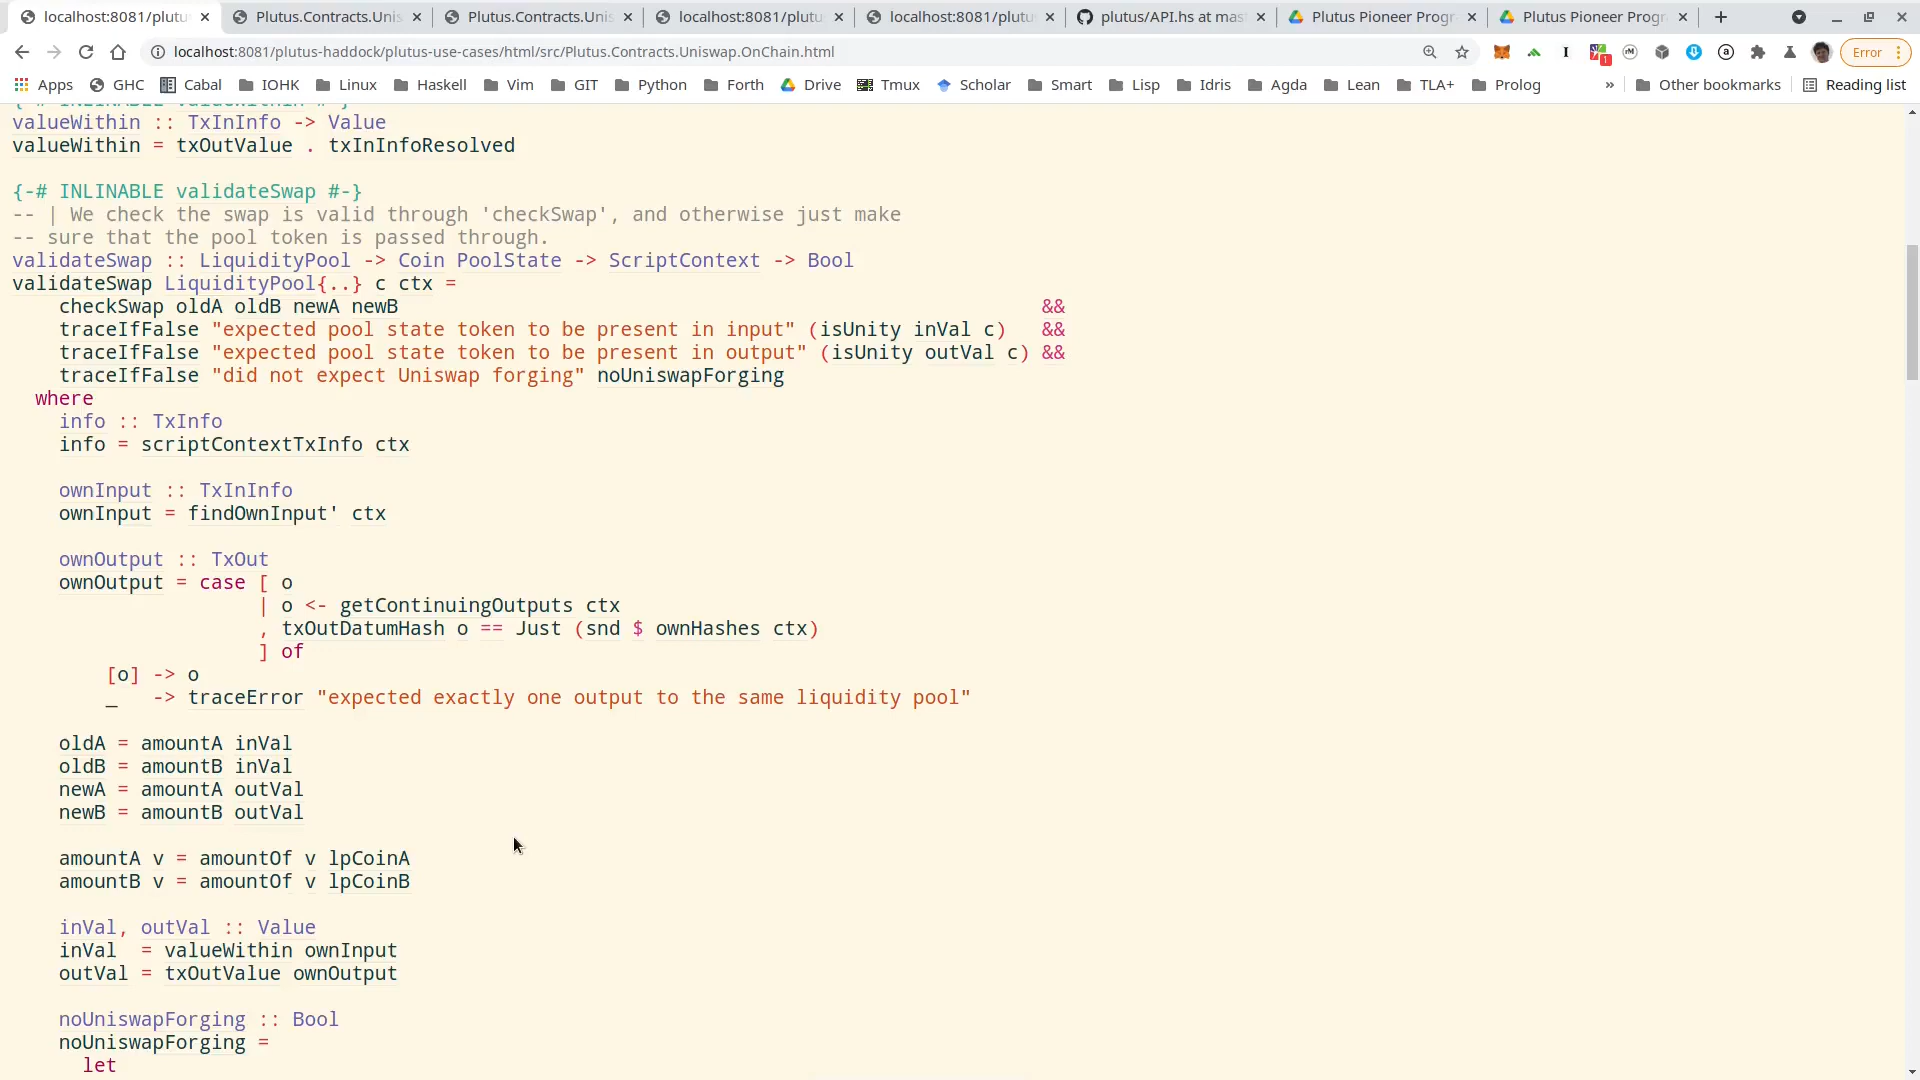 localhost:8081/plutu
Plutus.Contracts.Unis
Plutus.Contracts.Unis
localhost:8081/plutu
localhost:8081/plutu
plutus/API.hs at mas
Plutus Pioneer Progr
Plutus Pioneer Progr
localhost:8081/plutus-haddock/plutus-use-cases/html/src/Plutus.Contracts.Uniswap.OnChain.html
Error
Apps GHC Cabal IOHK Linux Haskell Vim GIT Python Forth Drive Tmux Scholar Smart Lisp Idris Agda Lean TLA+ Prolog » Other bookmarks Reading list
{-# INLINABLE valueWithin #-}
valueWithin :: TxInInfo -> Value
valueWithin = txOutValue . txInInfoResolved
{-# INLINABLE validateSwap #-}
-- | We check the swap is valid through 'checkSwap', and otherwise just make
-- sure that the pool token is passed through.
validateSwap :: LiquidityPool -> Coin PoolState -> ScriptContext -> Bool
validateSwap LiquidityPool{..} c ctx =
    checkSwap oldA oldB newA newB                                                       &&
    traceIfFalse "expected pool state token to be present in input" (isUnity inVal c)   &&
    traceIfFalse "expected pool state token to be present in output" (isUnity outVal c) &&
    traceIfFalse "did not expect Uniswap forging" noUniswapForging
  where
    info :: TxInfo
    info = scriptContextTxInfo ctx
    ownInput :: TxInInfo
    ownInput = findOwnInput' ctx
    ownOutput :: TxOut
    ownOutput = case [ o
                     | o <- getContinuingOutputs ctx
                     , txOutDatumHash o == Just (snd $ ownHashes ctx)
                     ] of
        [o] -> o
        _   -> traceError "expected exactly one output to the same liquidity pool"
    oldA = amountA inVal
    oldB = amountB inVal
    newA = amountA outVal
    newB = amountB outVal
    amountA v = amountOf v lpCoinA
    amountB v = amountOf v lpCoinB
    inVal, outVal :: Value
    inVal  = valueWithin ownInput
    outVal = txOutValue ownOutput
    noUniswapForging :: Bool
    noUniswapForging =
      let